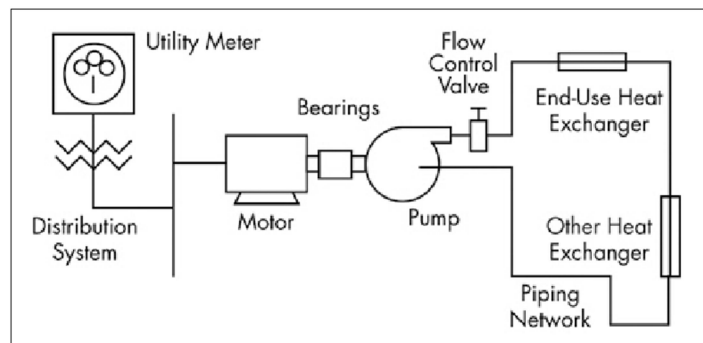 Utility Meter
Flow
Control
Valve
Bearings
End-Use Heat
Exchanger
Motor
Pump
Distribution
System
Other Heat
Exchanger
Piping
Network